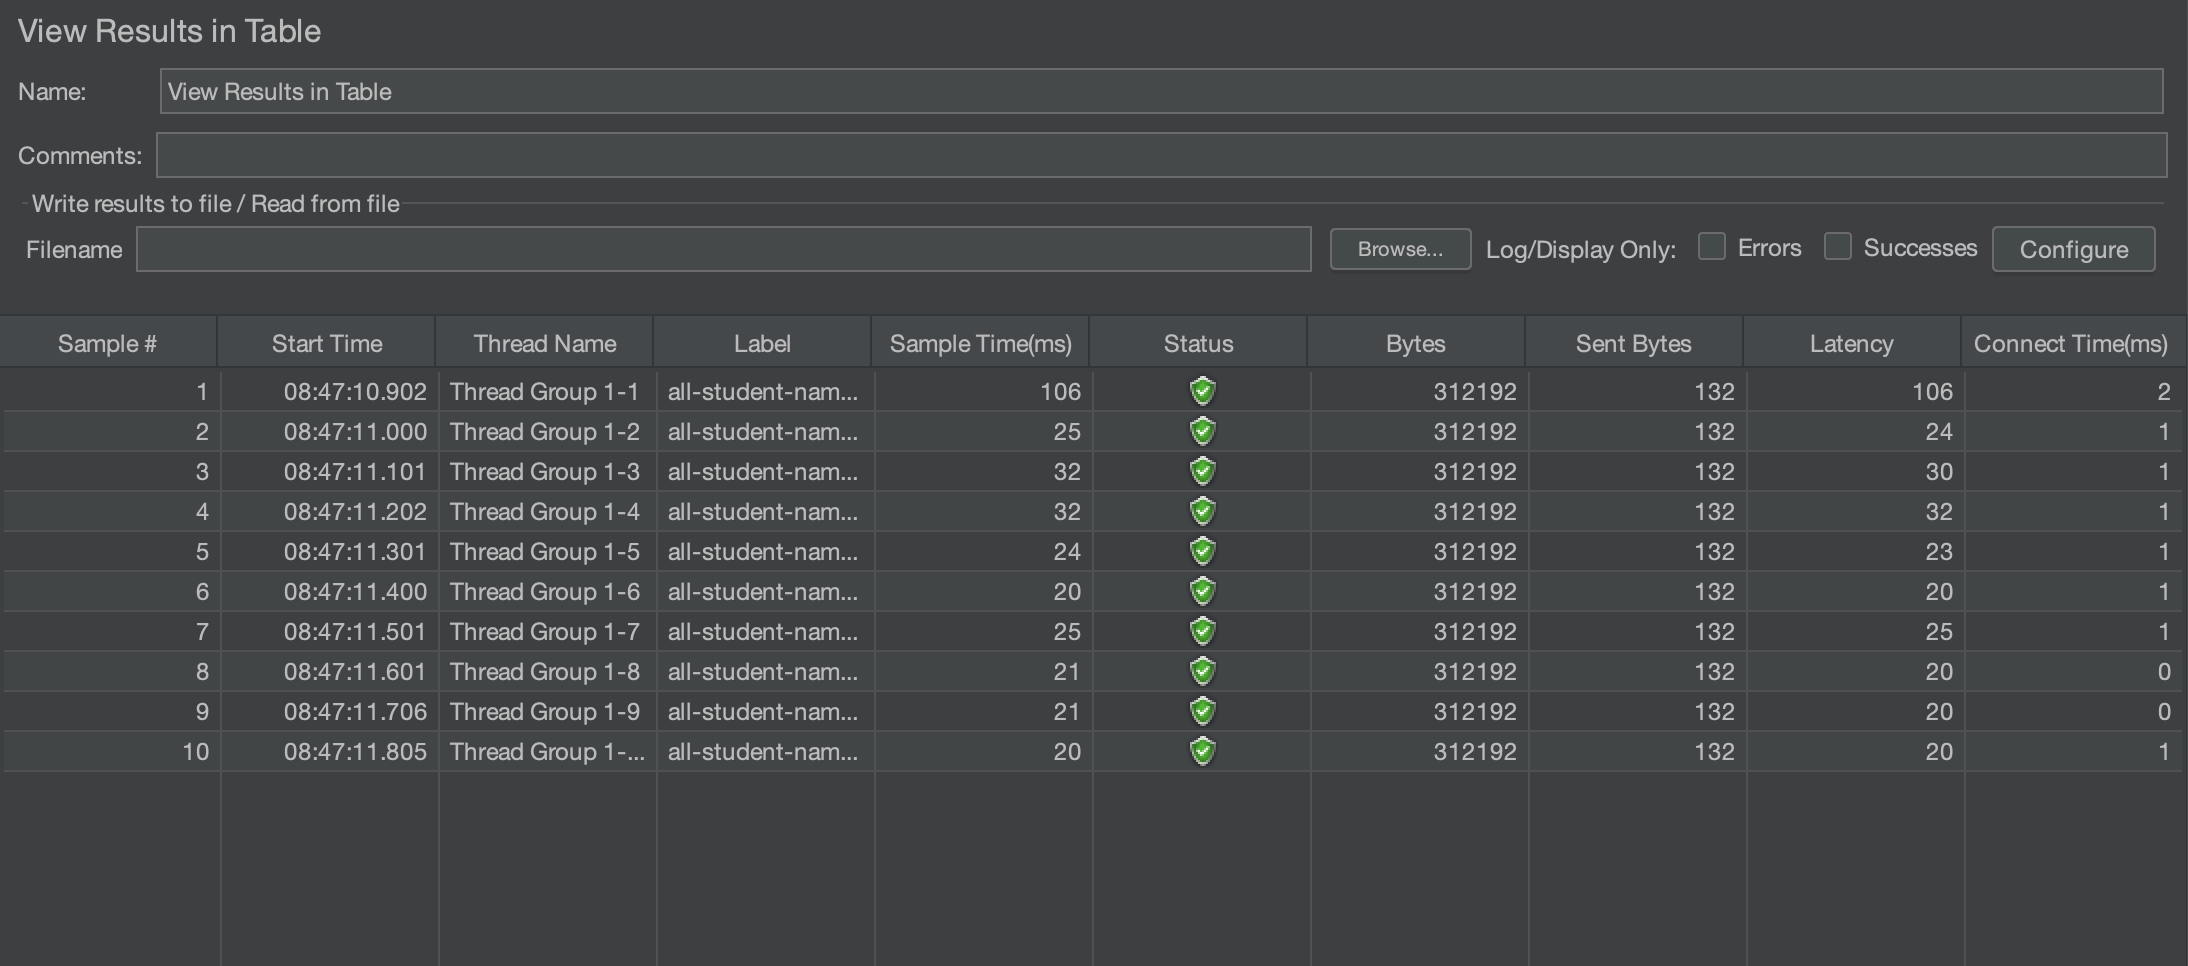 View Results in Table
Name: View Results in Table
Comments:
Write results to file / Read from file
Filename Browse... Log/Display Only: Errors Successes Configure
Sample # Start Time Thread Name Label Sample Time(ms) Status Bytes Sent Bytes Latency Connect Time(ms)
1 08:47:10.902 Thread Group 1-1 all-student-nam... 106 312192 132 106 2
2 08:47:11.000 Thread Group 1-2 all-student-nam... 25 312192 132 24 1
3 08:47:11.101 Thread Group 1-3 all-student-nam... 32 312192 132 30 1
4 08:47:11.202 Thread Group 1-4 all-student-nam... 32 312192 132 32 1
5 08:47:11.301 Thread Group 1-5 all-student-nam... 24 312192 132 23 1
6 08:47:11.400 Thread Group 1-6 all-student-nam... 20 312192 132 20 1
7 08:47:11.501 Thread Group 1-7 all-student-nam... 25 312192 132 25 1
8 08:47:11.601 Thread Group 1-8 all-student-nam... 21 312192 132 20 0
9 08:47:11.706 Thread Group 1-9 all-student-nam... 21 312192 132 20 0
10 08:47:11.805 Thread Group 1-... all-student-nam... 20 312192 132 20 1